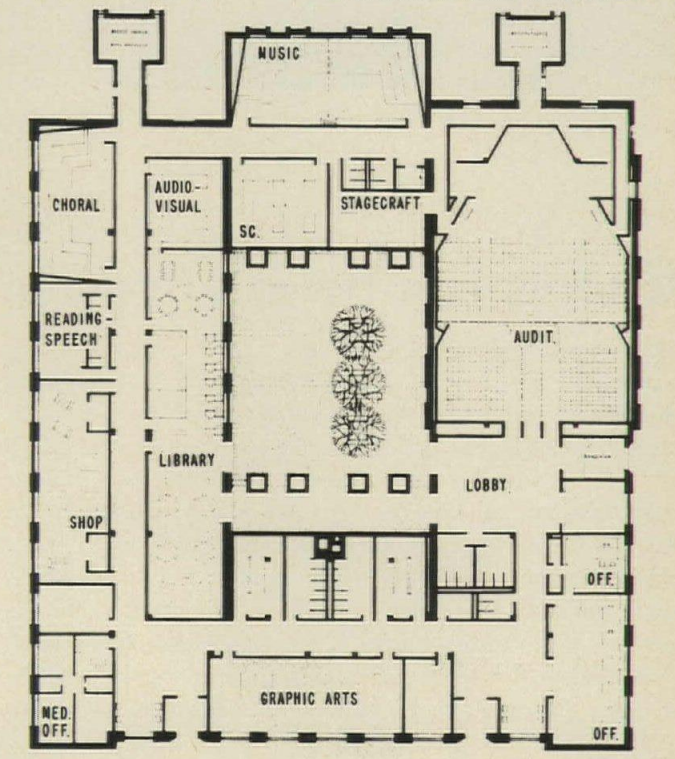 MUSIC
CHORAL
AUDIO-
VISUAL
SC.
STAGECRAFT
READING-
SPEECH
AUDIT.
LIBRARY
LOBBY
SHOP
OFF.
GRAPHIC ARTS
MED.
OFF.
OFF.